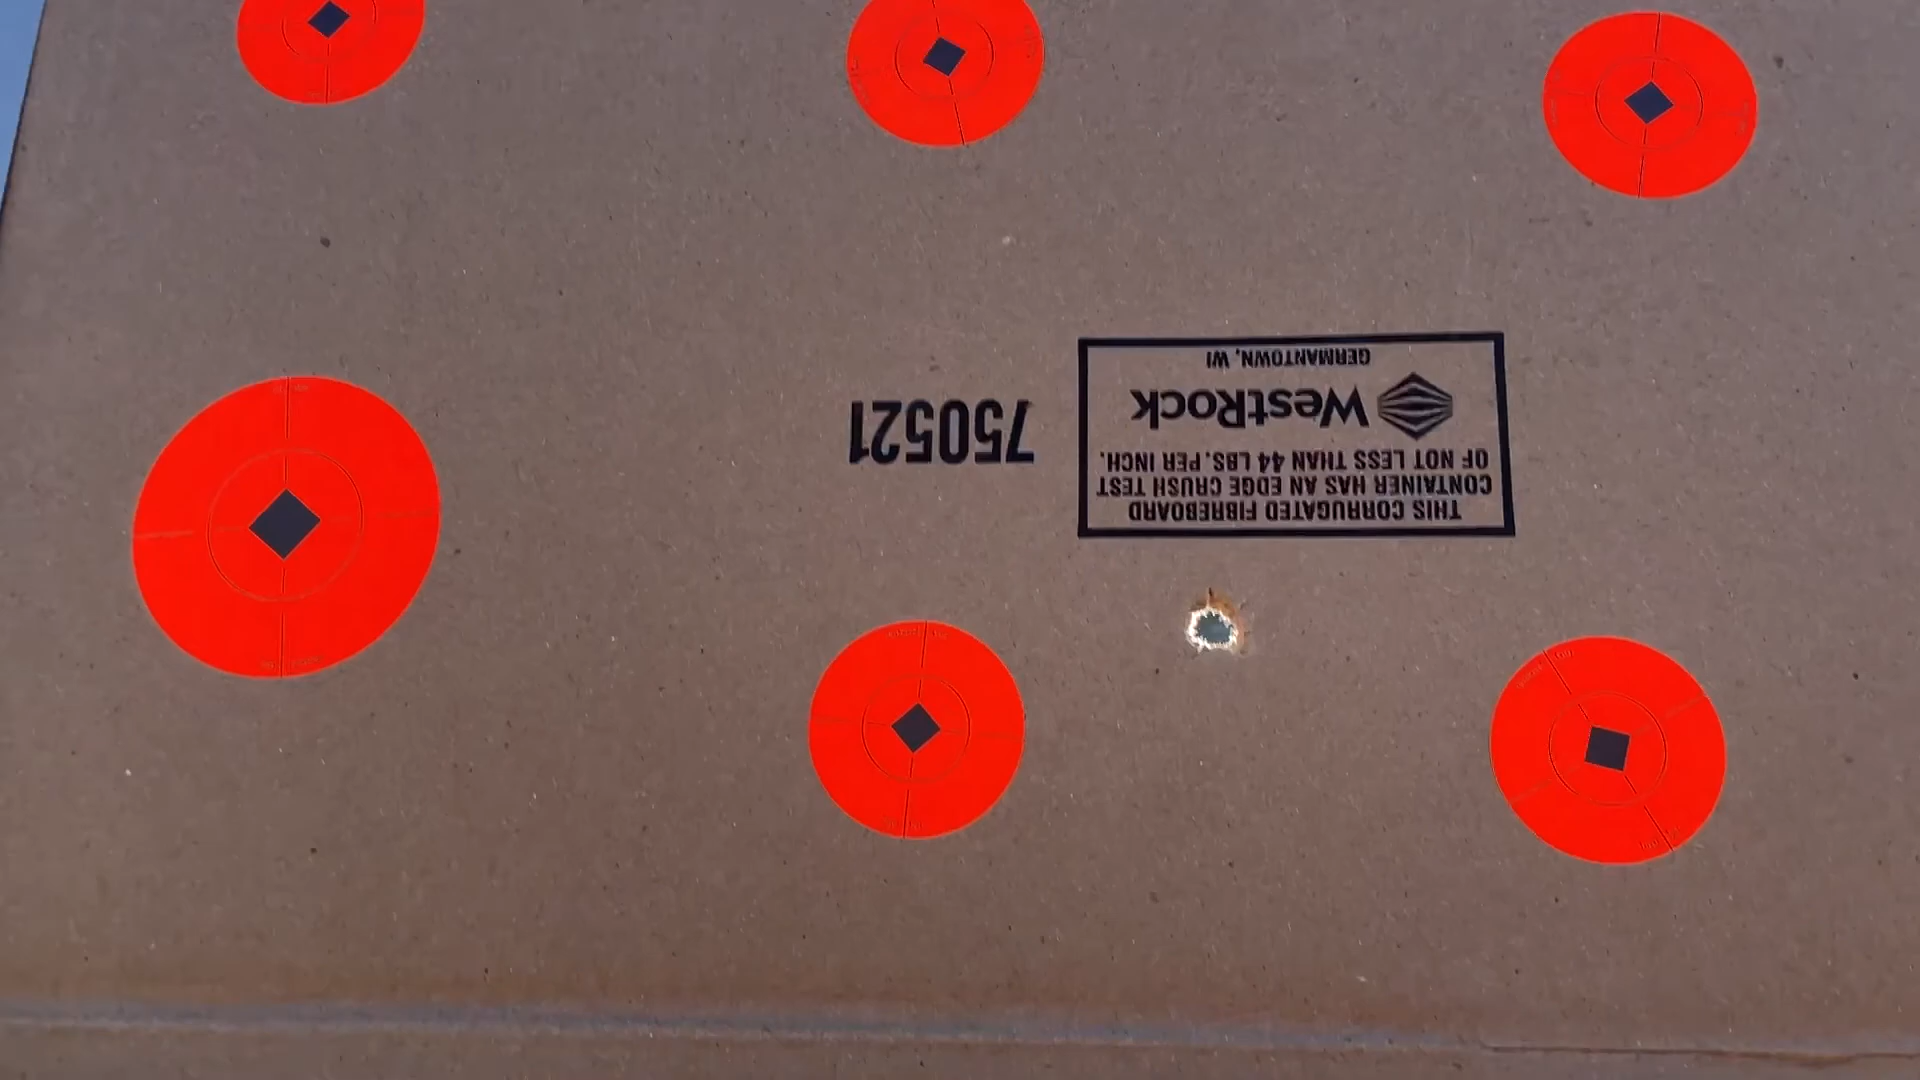 THIS CORRUGATED FIBREBOARD
CONTAINER HAS AN EDGE CRUSH TEST
OF NOT LESS THAN 44 LBS. PER INCH.
WestRock
GERMANTOWN, WI
750521